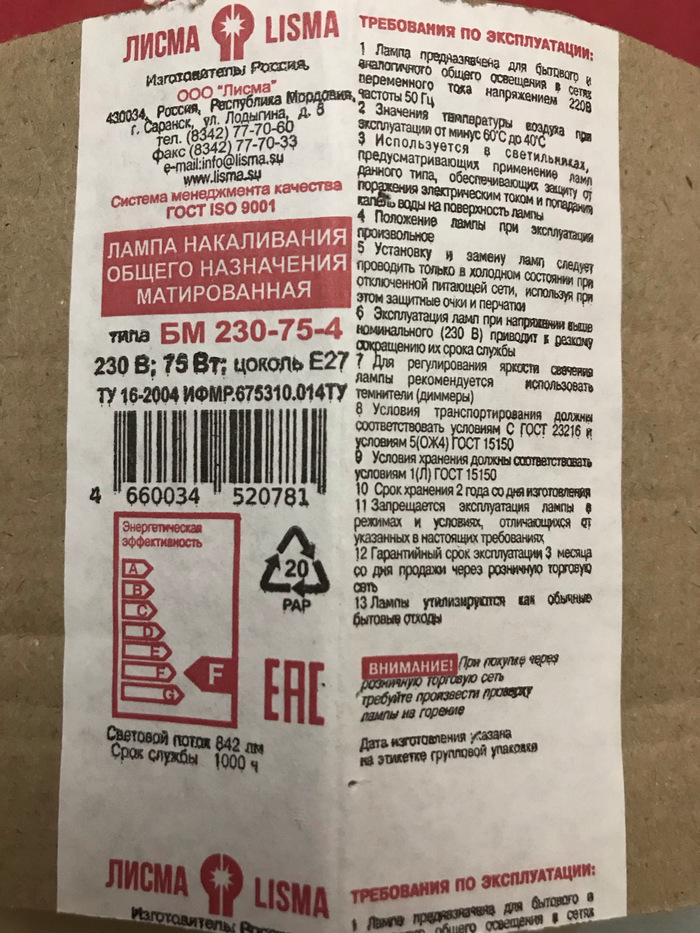 ЛИСМА LISMA
Изготовитель: Россия,
ООО "Лисма"
430034, Россия, Республика Мордовия,
г. Саранск, ул. Лодыгина, д. 8
тел. (8342) 77-70-60
факс (8342) 77-70-33
e-mail:info@lisma.su
www.lisma.su
Система менеджмента качества
ГОСТ ISO 9001
ЛАМПА НАКАЛИВАНИЯ
ОБЩЕГО НАЗНАЧЕНИЯ
МАТИРОВАННАЯ
типа БМ 230-75-4
230 В; 75 Вт; цоколь Е27
ТУ 16-2004 ИФМР.675310.014ТУ
4 660034 520781
Энергетическая
эффективность
A
B
C
D
E
F
G
F
20
PAP
EAC
Световой поток 842 лм
Срок службы 1000 ч
ТРЕБОВАНИЯ ПО ЭКСПЛУАТАЦИИ:
1 Лампа предназначена для бытового и
аналогичного общего освещения в сетях
переменного тока напряжением 220В
частоты 50 Гц
2 Значения температуры воздуха при
эксплуатации от минус 60°С до 40°С
3 Используется в светильниках,
предусматривающих применение ламп
данного типа, обеспечивающих защиту от
поражения электрическим током и попадания
капель воды на поверхность лампы
4 Положение лампы при эксплуатации
произвольное
5 Установку и замену ламп следует
проводить только в холодном состоянии при
отключенной питающей сети, используя при
этом защитные очки и перчатки
6 Эксплуатация ламп при напряжении выше
номинального (230 В) приводит к резкому
сокращению их срока службы
7 Для регулирования яркости свечения
лампы рекомендуется использовать
темнители (диммеры)
8 Условия транспортирования должны
соответствовать условиям С ГОСТ 23216 и
условиям 5(ОЖ4) ГОСТ 15150
9 Условия хранения должны соответствовать
условиям 1(Л) ГОСТ 15150
10 Срок хранения 2 года со дня изготовления
11 Запрещается эксплуатация лампы в
режимах и условиях, отличающихся от
указанных в настоящих требованиях
12 Гарантийный срок эксплуатации 3 месяца
со дня продажи через розничную торговую
сеть
13 Лампы утилизируются как обычные
бытовые отходы
ВНИМАНИЕ! При покупке через
розничную торговую сеть
требуйте произвести проверку
лампы на горение
Дата изготовления указана
на этикетке групповой упаковки
ЛИСМА LISMA
Изготовитель:
ТРЕБОВАНИЯ ПО ЭКСПЛУАТАЦИИ:
1 Лампа предназначена для бытового и
общего освещения в сетях